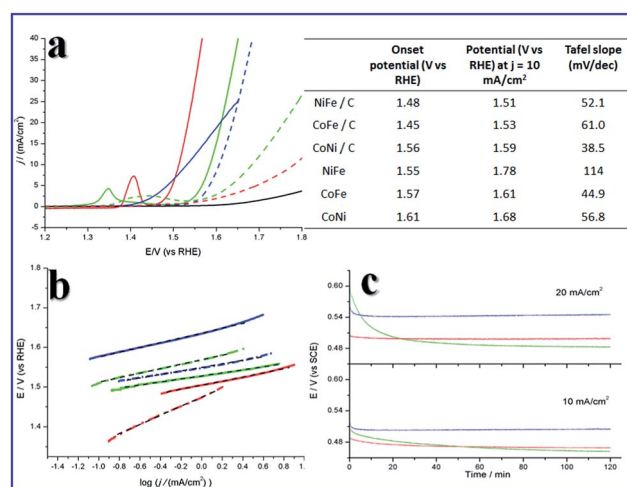 a
j / (mA/cm²)
40
35
30
25
20
15
10
5
0
-5
1.2 1.3 1.4 1.5 1.6 1.7 1.8
E/V (vs RHE)
Onset potential (V vs RHE) Potential (V vs RHE) at j = 10 mA/cm² Tafel slope (mV/dec)
NiFe / C 1.48 1.51 52.1
CoFe / C 1.45 1.53 61.0
CoNi / C 1.56 1.59 38.5
NiFe 1.55 1.78 114
CoFe 1.57 1.61 44.9
CoNi 1.61 1.68 56.8
b
E / V (vs RHE)
1.8
1.7
1.6
1.5
1.4
1.3
-1.4 -1.2 -1.0 -0.8 -0.6 -0.4 -0.2 0.0 0.2 0.4 0.6 0.8 1.
log (j /(mA/cm²) )
c
E / V (vs SCE)
0.60
0.56
0.52
0.48
20 mA/cm²
0.60
0.56
0.52
0.48
10 mA/cm²
0 20 40 60 80 100 120
Time / min